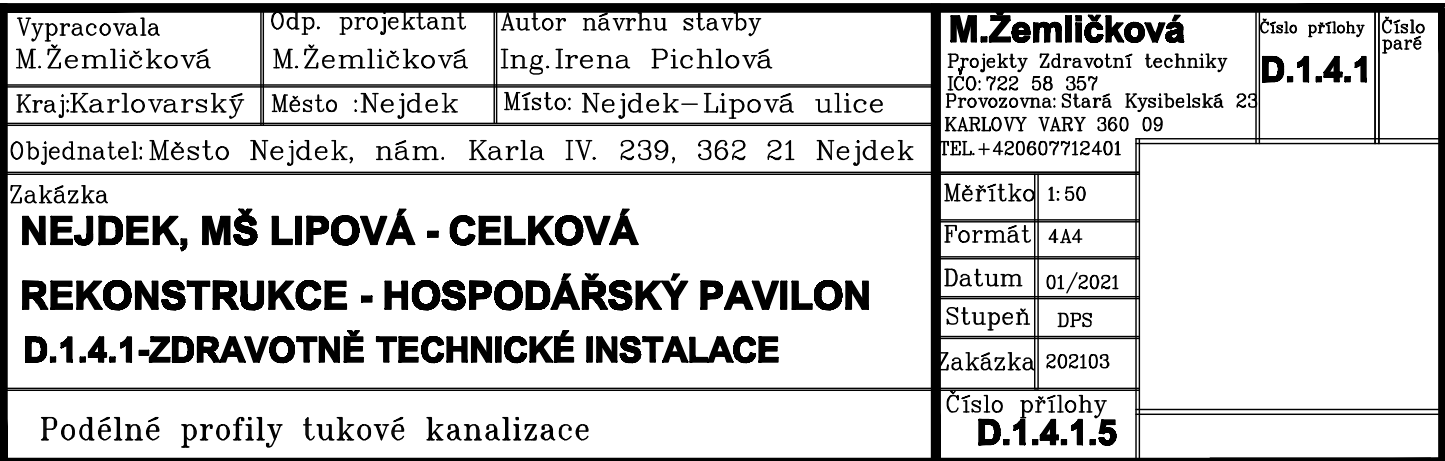 Vypracovala
M.Žemličková
Odp. projektant
M.Žemličková
Autor návrhu stavby
Ing.Irena Pichlová
Kraj:Karlovarský
Město :Nejdek
Místo: Nejdek-Lipová ulice
Objednatel: Město Nejdek, nám. Karla IV. 239, 362 21 Nejdek
Zakázka
NEJDEK, MŠ LIPOVÁ - CELKOVÁ
REKONSTRUKCE - HOSPODÁŘSKÝ PAVILON
D.1.4.1-ZDRAVOTNĚ TECHNICKÉ INSTALACE
Podélné profily tukové kanalizace
M.Žemličková
Projekty Zdravotní techniky
IČO: 722 58 357
Provozovna: Stará Kysibelská 23
KARLOVY VARY 360 09
TEL.+420607712401
Číslo přílohy
D.1.4.1
Číslo
paré
Měřítko 1:50
Formát 4A4
Datum 01/2021
Stupeň DPS
Zakázka 202103
Číslo přílohy
D.1.4.1.5